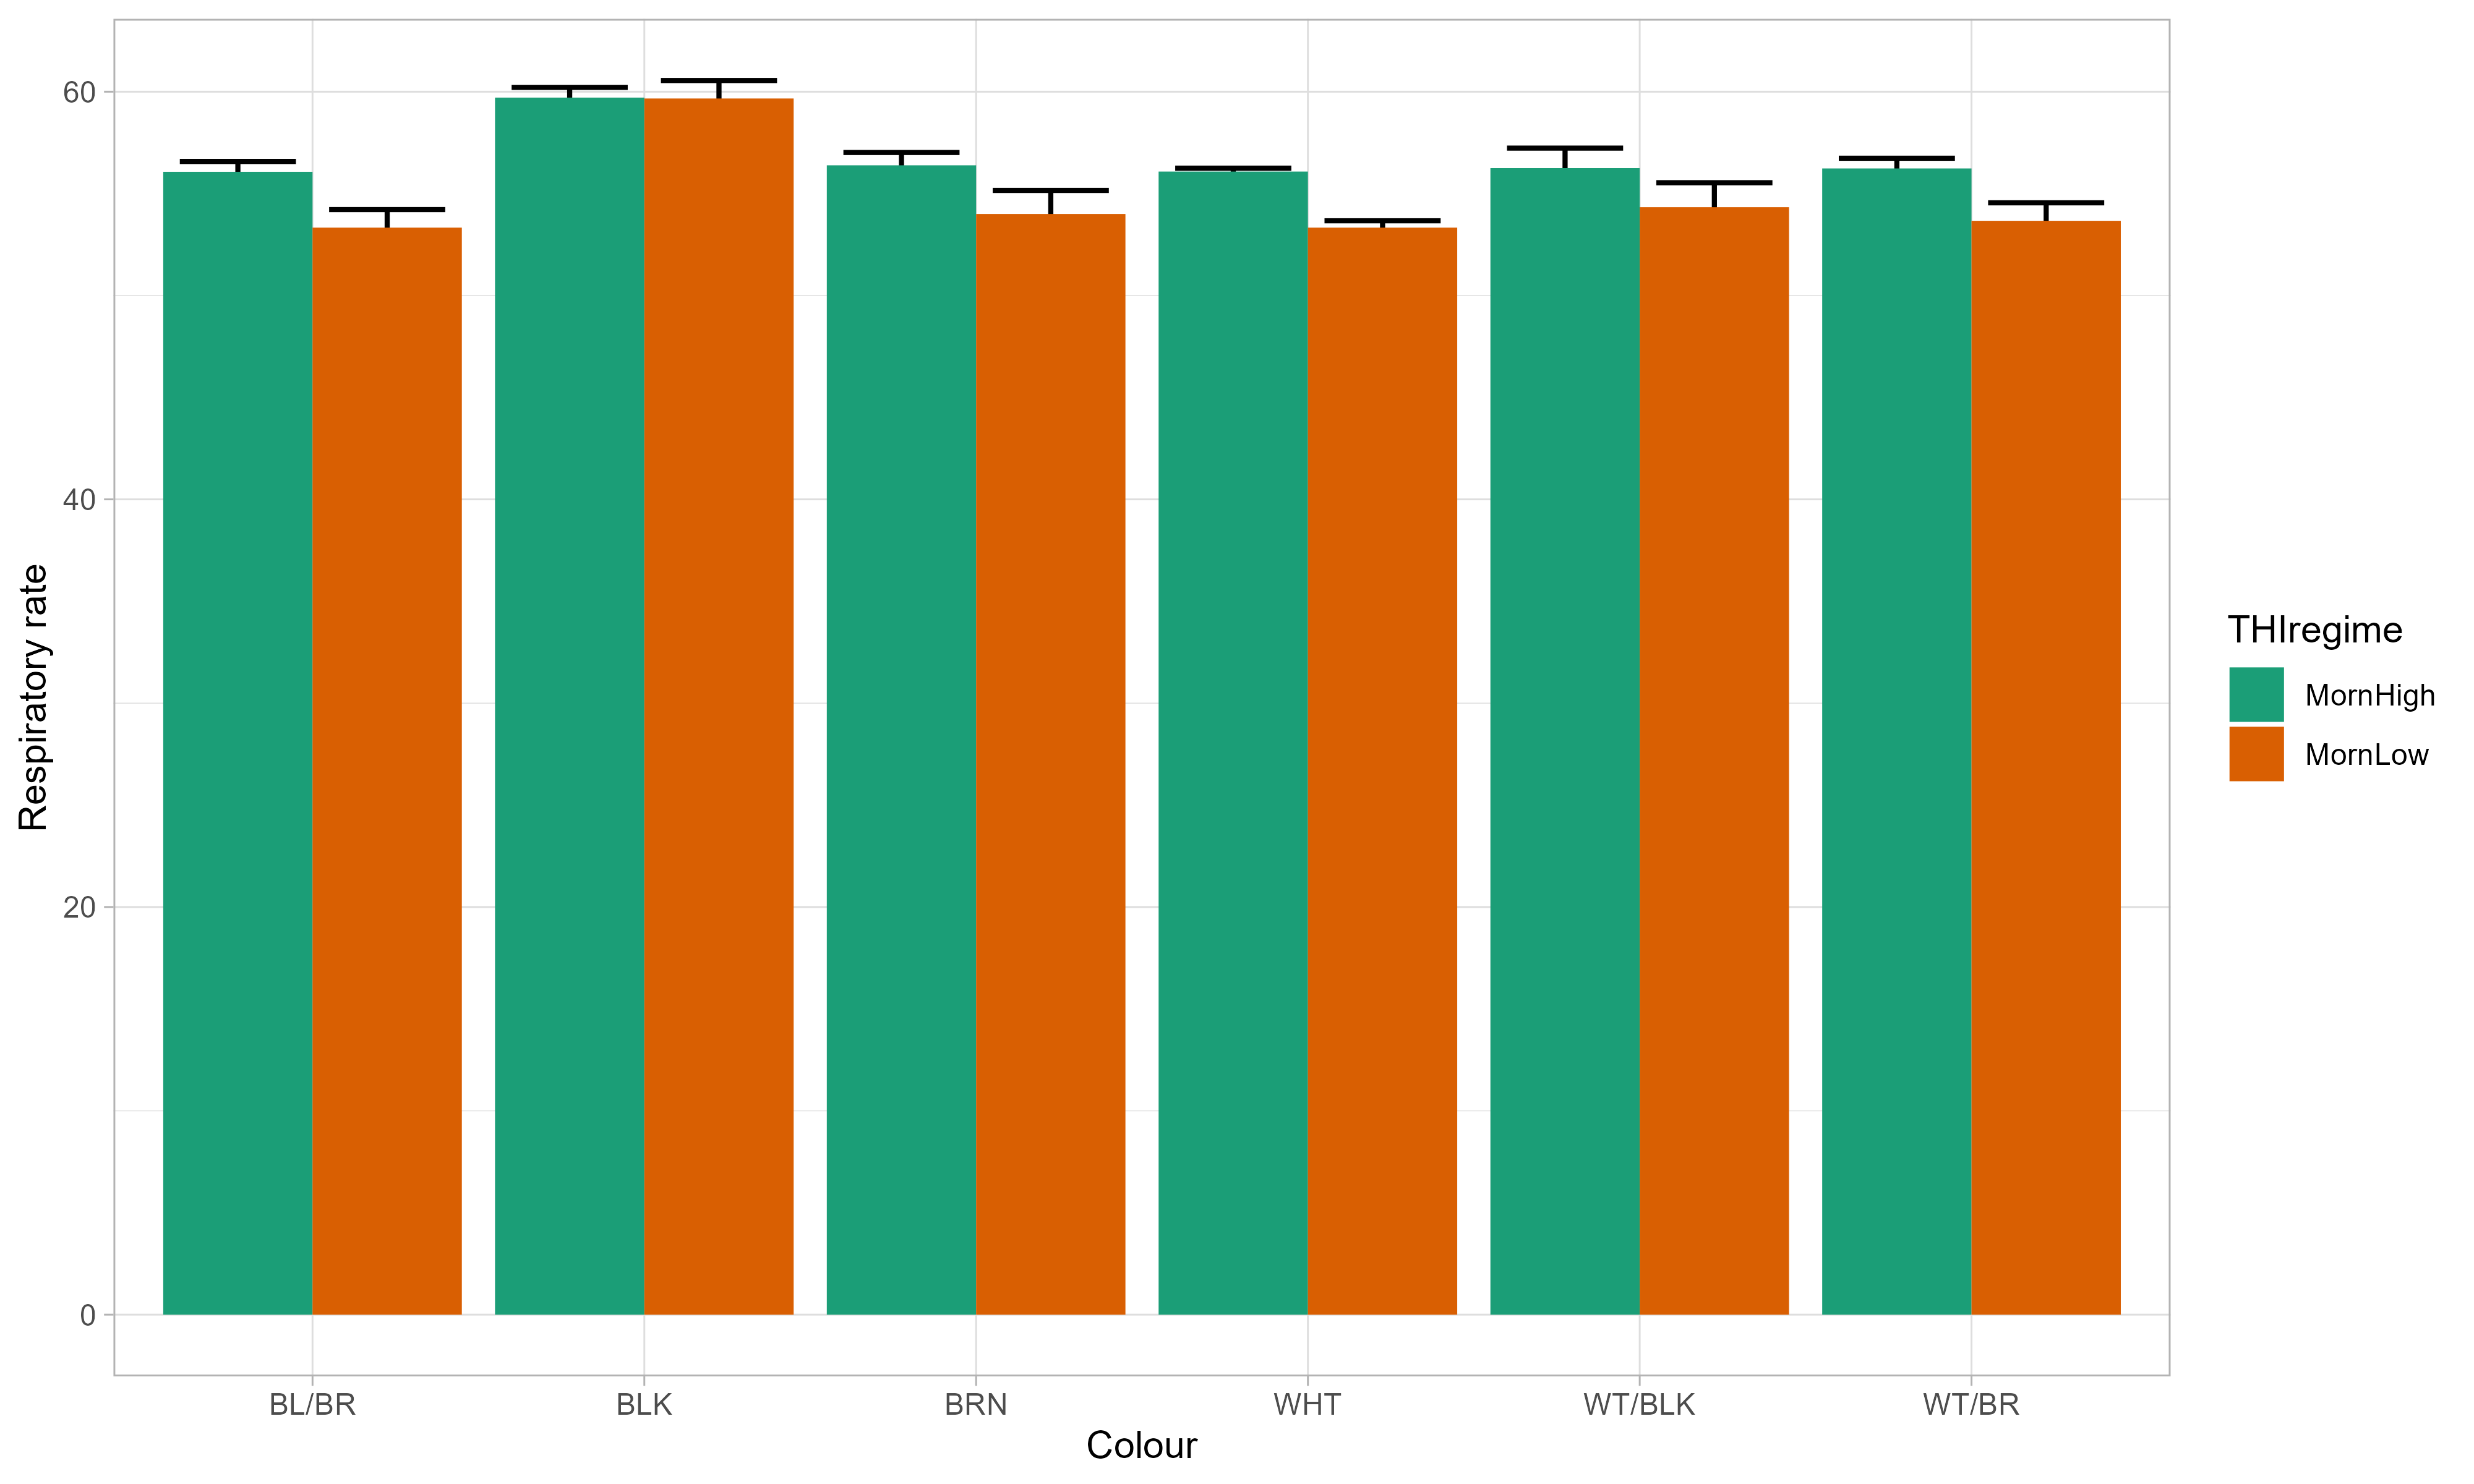 60
40
20
0
Respiratory rate
BL/BR
BLK
BRN
WHT
WT/BLK
WT/BR
Colour
THIregime
MornHigh
MornLow